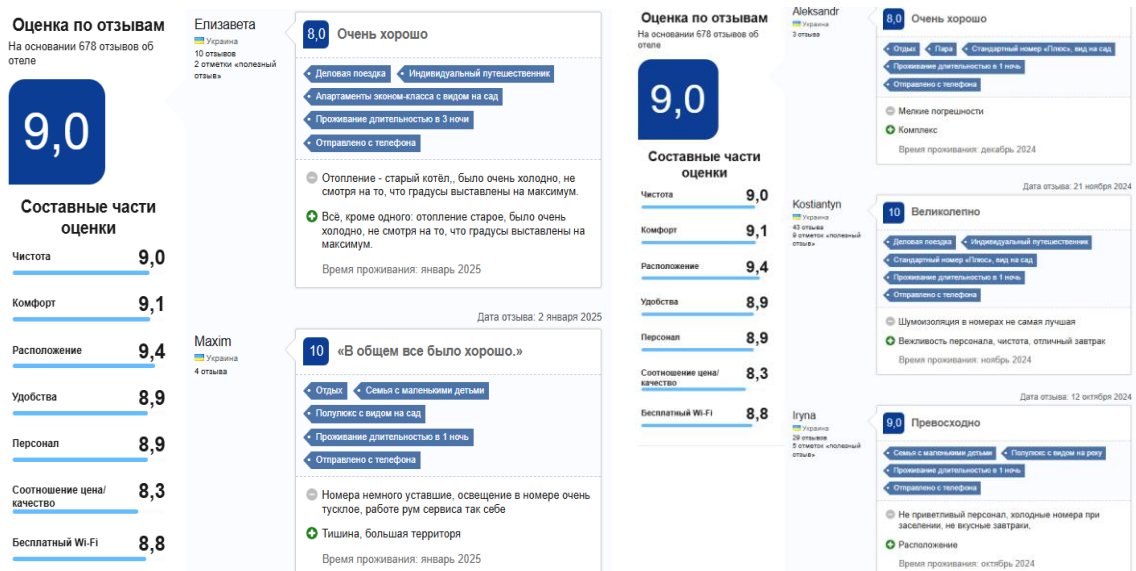 Оценка по отзывам
На основании 678 отзывов об
отеле
9,0
Составные части
оценки
Чистота 9,0
Комфорт 9,1
Расположение 9,4
Удобства 8,9
Персонал 8,9
Соотношение цена/
качество 8,3
Бесплатный Wi-Fi 8,8
Елизавета
Украина
10 отзывов
2 отметки «полезный
отзыв»
8,0 Очень хорошо
Деловая поездка Индивидуальный путешественник
Апартаменты эконом-класса с видом на сад
Проживание длительностью в 3 ночи
Отправлено с телефона
Отопление - старый котёл,, было очень холодно, не
смотря на то, что градусы выставлены на максимум.
Всё, кроме одного: отопление старое, было очень
холодно, не смотря на то, что градусы выставлены на
максимум.
Время проживания: январь 2025
Дата отзыва: 2 января 2025
Maxim
Украина
4 отзыва
10 «В общем все было хорошо.»
Отдых Семья с маленькими детьми
Полулюкс с видом на сад
Проживание длительностью в 1 ночь
Отправлено с телефона
Номера немного уставшие, освещение в номере очень
тусклое, работе рум сервиса так себе
Тишина, большая территоря
Время проживания: январь 2025
Оценка по отзывам
На основании 678 отзывов об
отеле
9,0
Составные части
оценки
Чистота 9,0
Комфорт 9,1
Расположение 9,4
Удобства 8,9
Персонал 8,9
Соотношение цена/
качество 8,3
Бесплатный Wi-Fi 8,8
Aleksandr
Украина
3 отзыва
8,0 Очень хорошо
Отдых Пара Стандартный номер «Плюс», вид на сад
Проживание длительностью в 1 ночь
Отправлено с телефона
Мелкие погрешности
Комплекс
Время проживания: декабрь 2024
Дата отзыва: 21 ноября 2024
Kostiantyn
Украина
43 отзыва
9 отметок «полезный
отзыв»
10 Великолепно
Деловая поездка Индивидуальный путешественник
Стандартный номер «Плюс», вид на сад
Проживание длительностью в 1 ночь
Отправлено с телефона
Шумоизоляция в номерах не самая лучшая
Вежливость персонала, чистота, отличный завтрак
Время проживания: ноябрь 2024
Дата отзыва: 12 октября 2024
Iryna
Украина
29 отзывов
5 отметок «полезный
отзыв»
9,0 Превосходно
Семья с маленькими детьми Полулюкс с видом на реку
Проживание длительностью в 1 ночь
Отправлено с телефона
Не приветливый персонал, холодные номера при
заселении, не вкусные завтраки,
Расположение
Время проживания: октябрь 2024